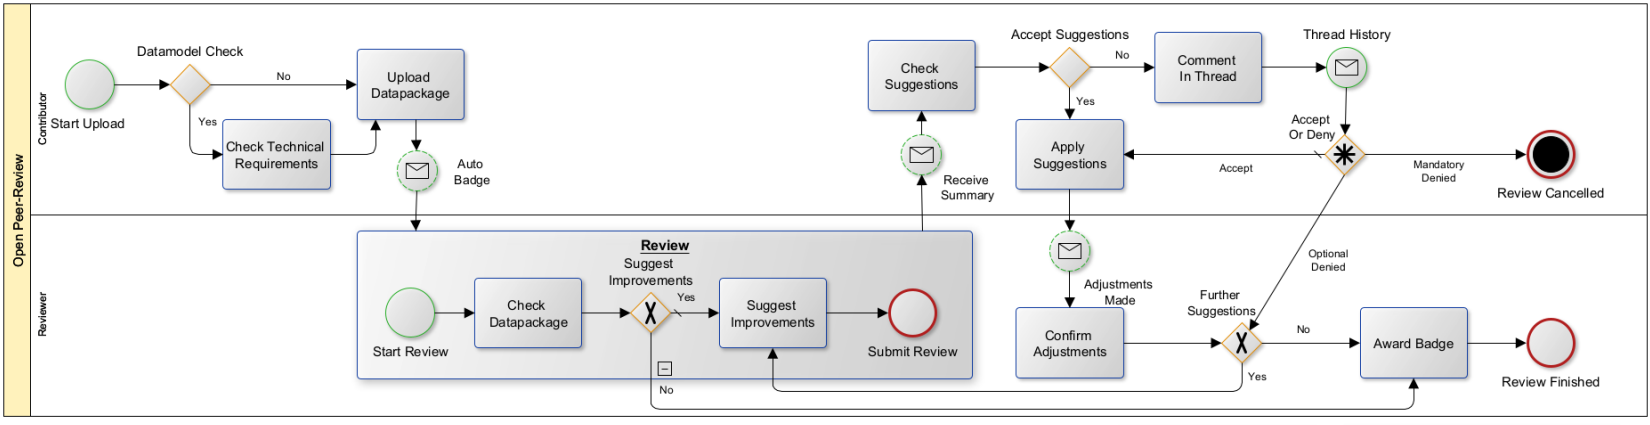 Open Peer-Review
Contributor
Start Upload
Datamodel Check
No
Yes
Check Technical
Requirements
Upload
Datapackage
Auto
Badge
Check
Suggestions
Receive
Summary
Accept Suggestions
No
Yes
Comment
In Thread
Thread History
Apply
Suggestions
Accept
Or Deny
Accept
Mandatory
Denied
Review Cancelled
Reviewer
Review
Start Review
Check
Datapackage
Suggest
Improvements
Yes
No
Suggest
Improvements
Submit Review
Adjustments
Made
Confirm
Adjustments
Optional
Denied
Further
Suggestions
No
Yes
Award Badge
Review Finished